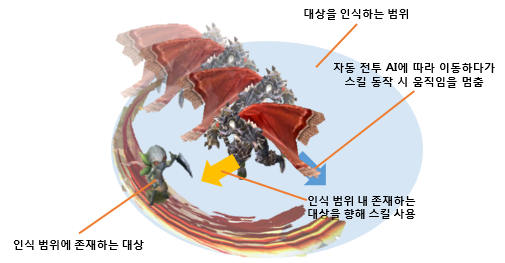 대상을 인식하는 범위
자동 전투 AI에 따라 이동하다가
스킬 동작 시 움직임을 멈춤
인식 범위 내 존재하는
대상을 향해 스킬 사용
인식 범위에 존재하는 대상